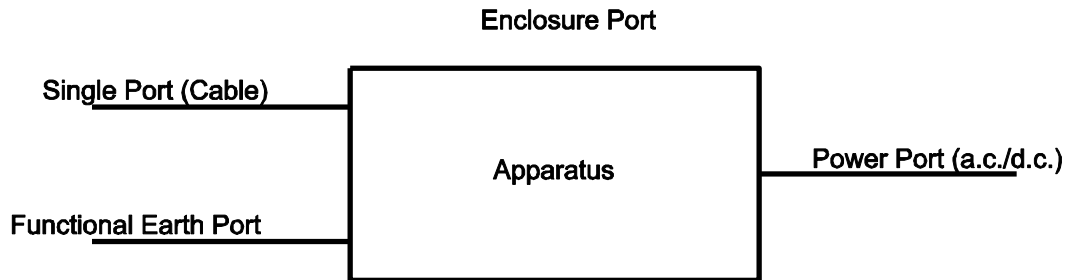 Enclosure Port
Single Port (Cable)
Apparatus
Power Port (a.c./d.c.)
Functional Earth Port